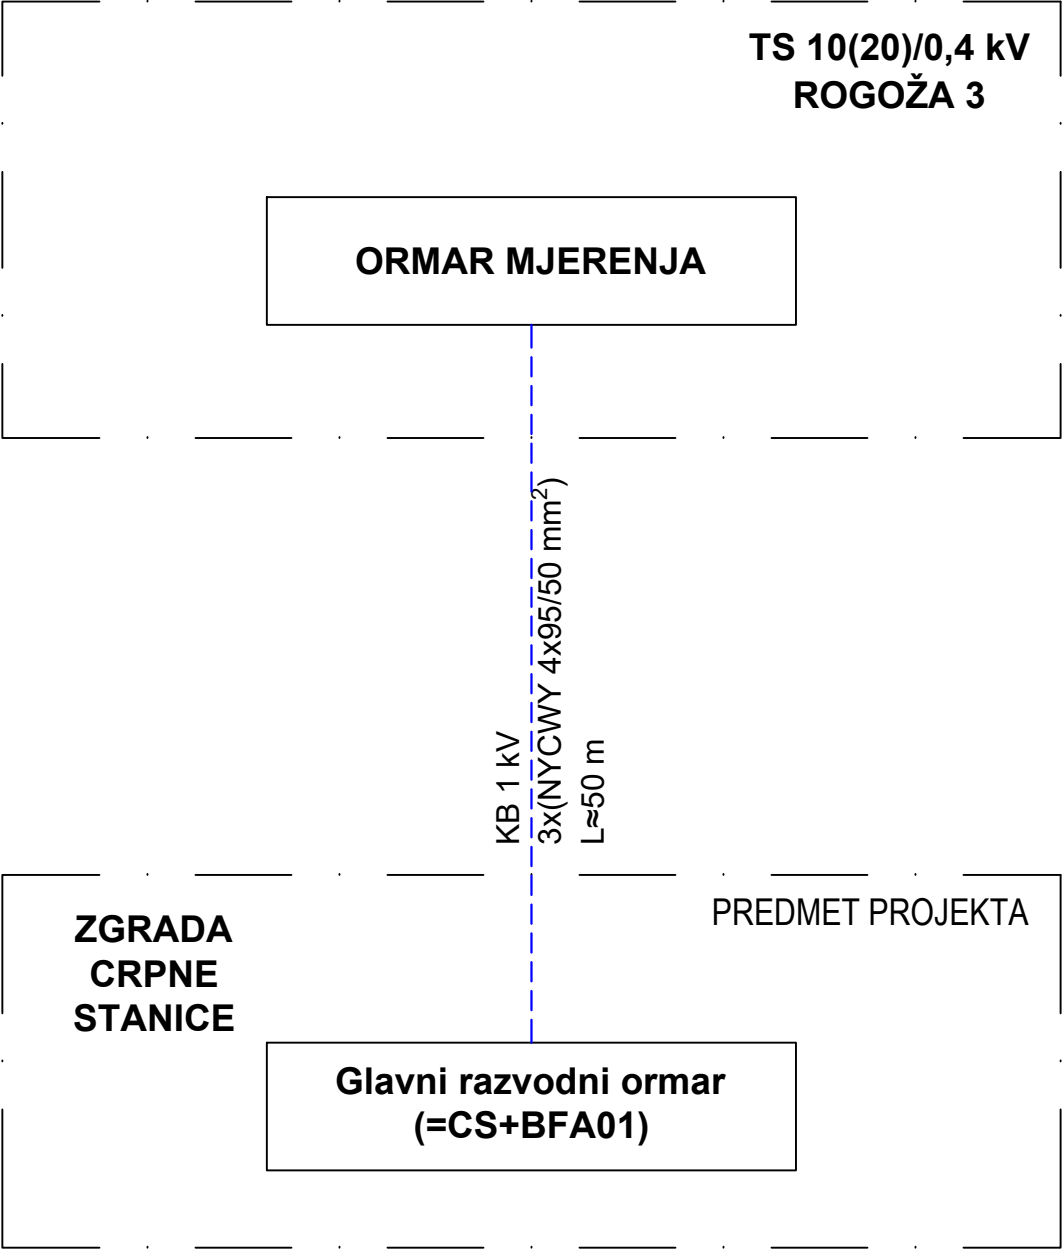 TS 10(20)/0,4 kV
ROGOŽA 3
ORMAR MJERENJA
KB 1 kV
3x(NYCWY 4x95/50 mm²)
L≈50 m
PREDMET PROJEKTA
ZGRADA
CRPNE
STANICE
Glavni razvodni ormar
(=CS+BFA01)